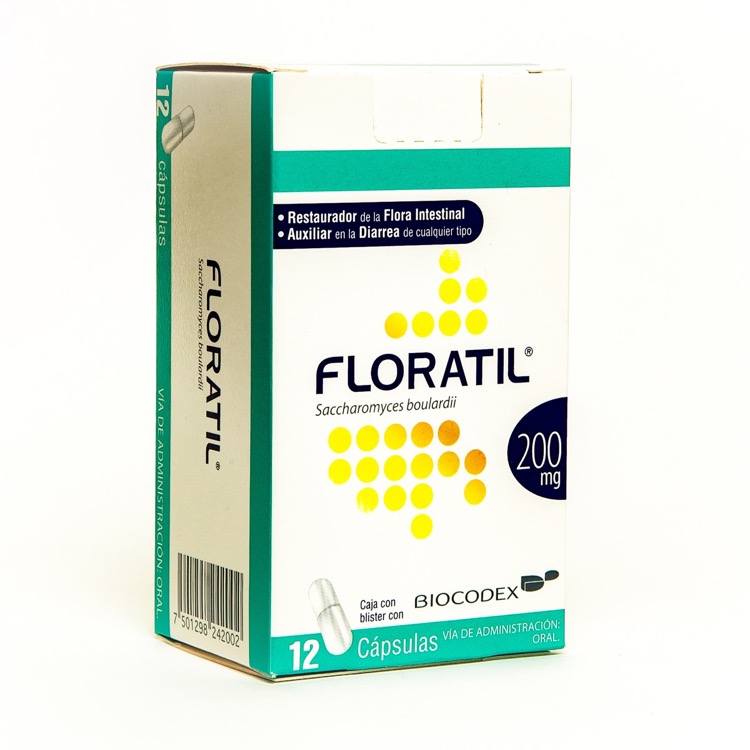 • Restaurador de la Flora Intestinal
• Auxiliar en la Diarrea de cualquier tipo
FLORATIL®
Saccharomyces boulardii
200
mg
Caja con
blister con
BIOCODEX
12 Cápsulas
VÍA DE ADMINISTRACIÓN:
ORAL.
12 cápsulas
FLORATIL®
Saccharomyces boulardii
VÍA DE ADMINISTRACIÓN: ORAL.
7 501298 242002